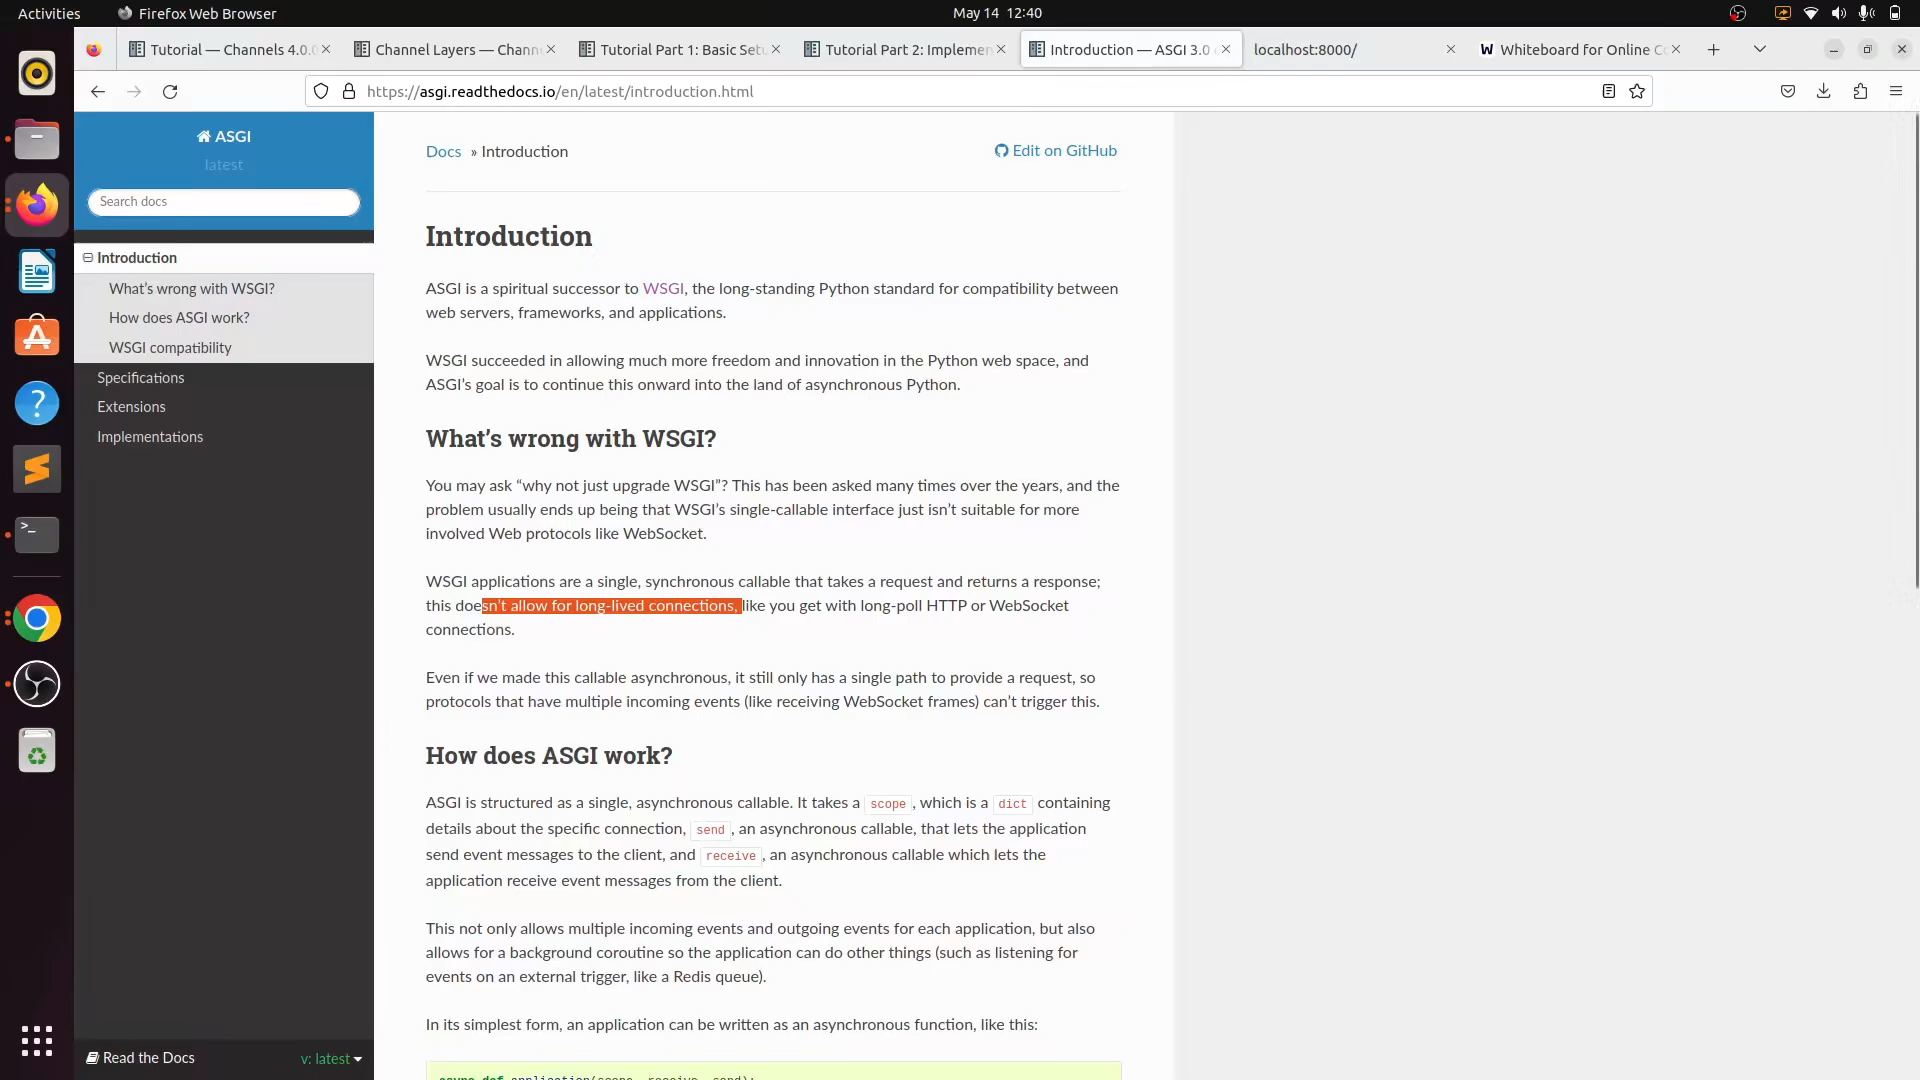 Activities
Firefox Web Browser
May 14 12:40
Tutorial — Channels 4.0.0
Channel Layers — Chann
Tutorial Part 1: Basic Setu
Tutorial Part 2: Implemen
Introduction — ASGI 3.0
localhost:8000/
Whiteboard for Online Co
https://asgi.readthedocs.io/en/latest/introduction.html
ASGI
latest
Search docs
Introduction
What's wrong with WSGI?
How does ASGI work?
WSGI compatibility
Specifications
Extensions
Implementations
Read the Docs
v: latest
Docs » Introduction
Edit on GitHub
Introduction
ASGI is a spiritual successor to WSGI, the long-standing Python standard for compatibility between
web servers, frameworks, and applications.
WSGI succeeded in allowing much more freedom and innovation in the Python web space, and
ASGI's goal is to continue this onward into the land of asynchronous Python.
What's wrong with WSGI?
You may ask “why not just upgrade WSGI”? This has been asked many times over the years, and the
problem usually ends up being that WSGI's single-callable interface just isn't suitable for more
involved Web protocols like WebSocket.
WSGI applications are a single, synchronous callable that takes a request and returns a response;
this doesn't allow for long-lived connections, like you get with long-poll HTTP or WebSocket
connections.
Even if we made this callable asynchronous, it still only has a single path to provide a request, so
protocols that have multiple incoming events (like receiving WebSocket frames) can't trigger this.
How does ASGI work?
ASGI is structured as a single, asynchronous callable. It takes a scope, which is a dict containing
details about the specific connection, send, an asynchronous callable, that lets the application
send event messages to the client, and receive, an asynchronous callable which lets the
application receive event messages from the client.
This not only allows multiple incoming events and outgoing events for each application, but also
allows for a background coroutine so the application can do other things (such as listening for
events on an external trigger, like a Redis queue).
In its simplest form, an application can be written as an asynchronous function, like this:
async def application(scope, receive, send):